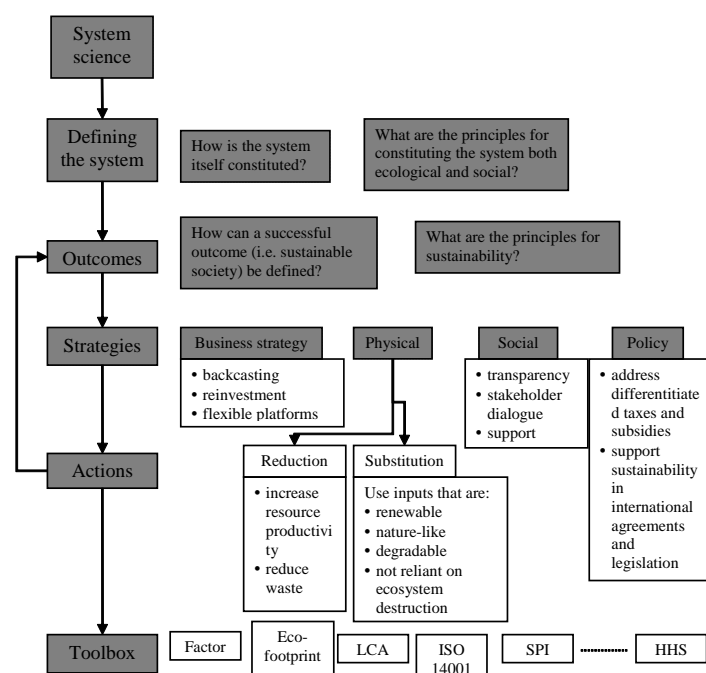 System
science
Defining
the system
How is the system
itself constituted?
What are the principles for
constituting the system both
ecological and social?
Outcomes
How can a successful
outcome (i.e. sustainable
society) be defined?
What are the principles for
sustainability?
Strategies
Business strategy
• backcasting
• reinvestment
• flexible platforms
Physical
Social
• transparency
• stakeholder
dialogue
• support
Policy
• address
differentitiate
d taxes and
subsidies
• support
sustainability
in
international
agreements
and
legislation
Actions
Reduction
• increase
resource
productiv
ity
• reduce
waste
Substitution
Use inputs that are:
• renewable
• nature-like
• degradable
• not reliant on
ecosystem
destruction
Toolbox
Factor
Eco-
footprint
LCA
ISO
14001
SPI
HHS